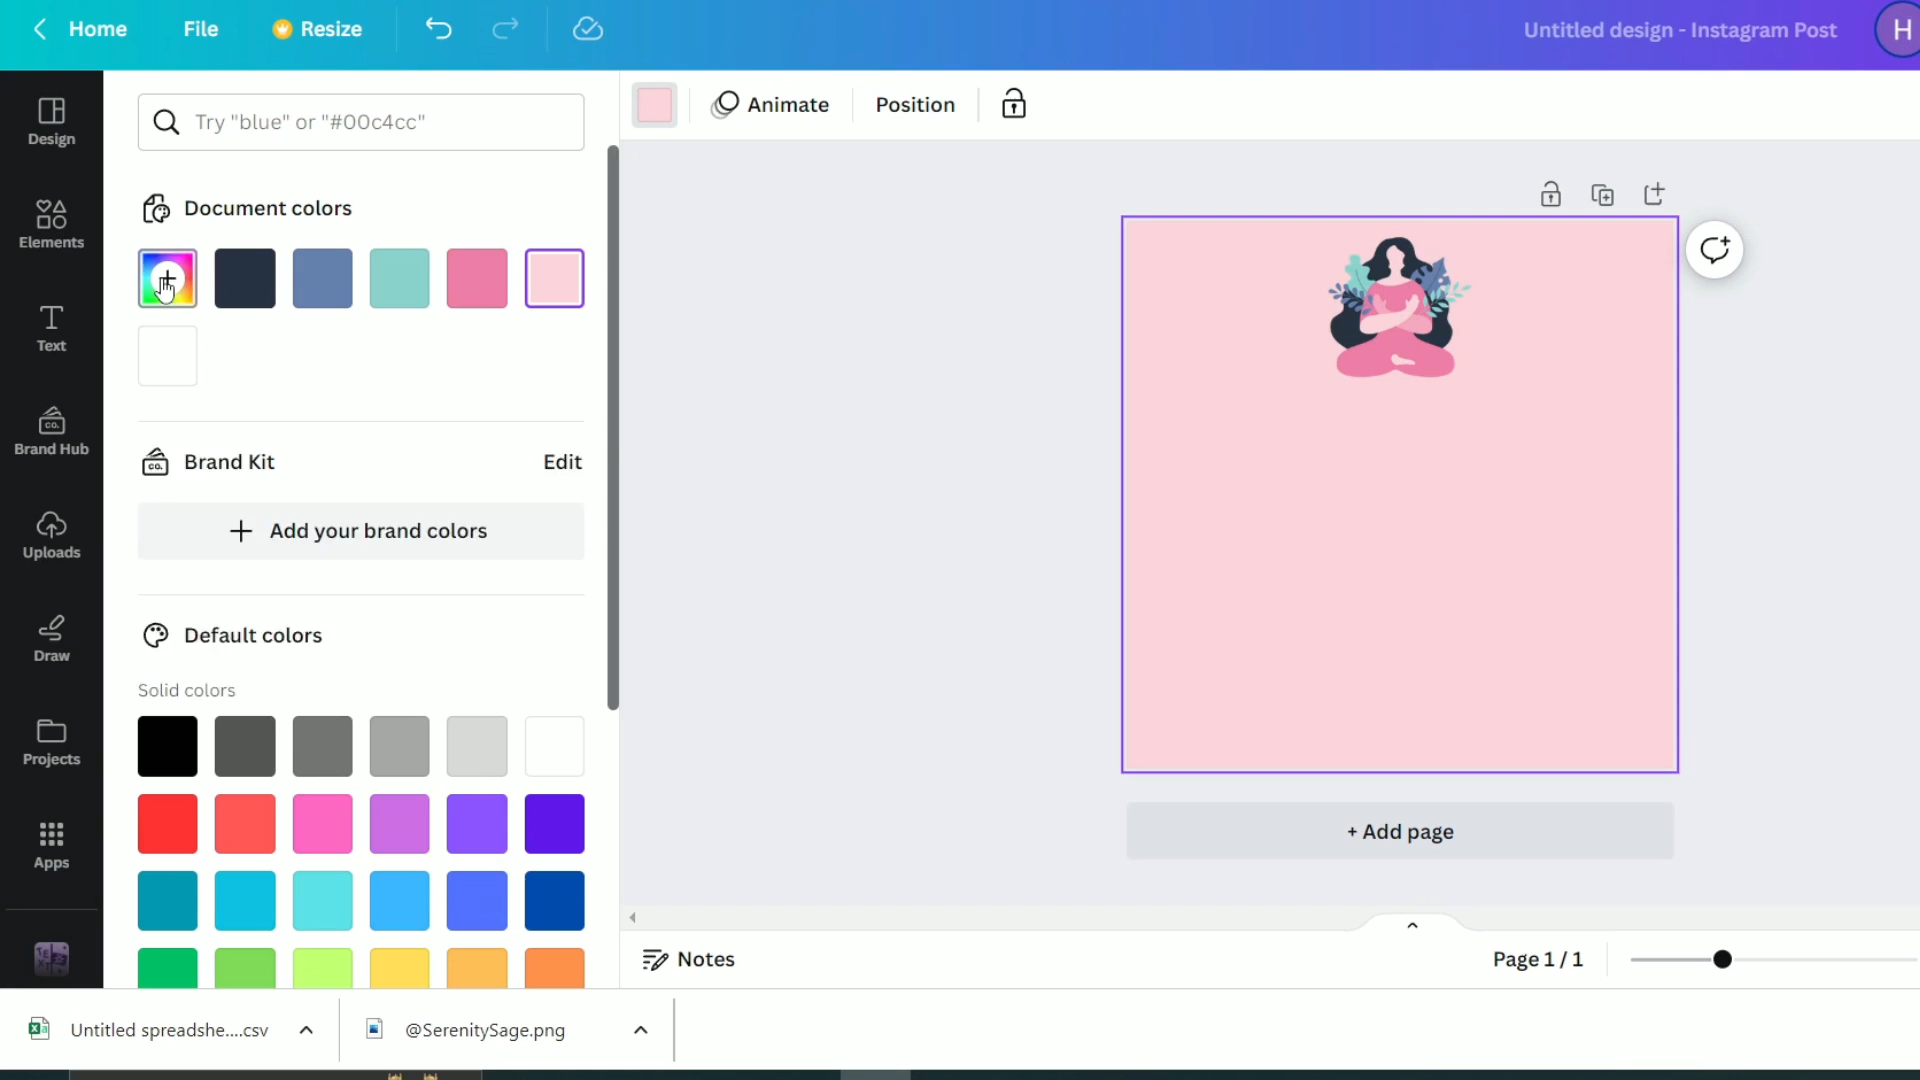 Home File Resize Untitled design - Instagram Post H
Try "blue" or "#00c4cc"
Animate Position
Design
Elements
Text
Brand Hub
Uploads
Draw
Projects
Apps
Document colors
CO. Brand Kit Edit
+ Add your brand colors
Default colors
Solid colors
+ Add page
Notes Page 1 / 1
Untitled spreadshe....csv @SerenitySage.png